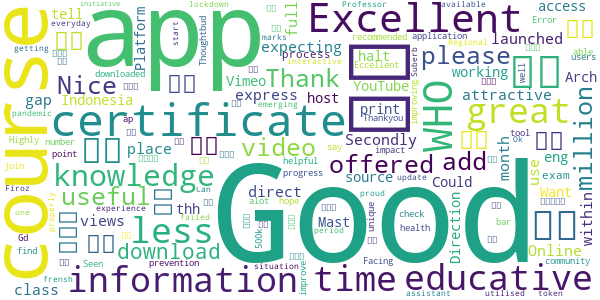 initiative
lockdown
Professor
available
access
app
Excellent
tell
everyday
full
Platform
Thoughtbud
start
recommended
application
launched
Error
users
getting
process
expecting
halt
Excellent
Regional
able
downloaded
interactive
please
Nice
Thank
Vimeo
YouTube
working
Suberb
well
gap
Indonesia
express
host
print
Thankyou
improving
attractive
Arch
within
pandemic
emerging
course
certificate
WHO
great
million
Highly
number
ap
Secondly
tool
Ok
join
point
place
video
impact
offered
add
month
eng
use
exam
say
helpful
progress
source
Could
want
knowledge
Firoz
useful
direct
Can
update
proud
Good
one
properly
experience
less
alot
hope
unique
check
Direction
Online
views
thh
failed
Mast
health
bar
community
Gd
find
download
500k
period
Facing
Seen
prevention
situation
improve
frensh
class
information
time
educative
assistant
utilised
token